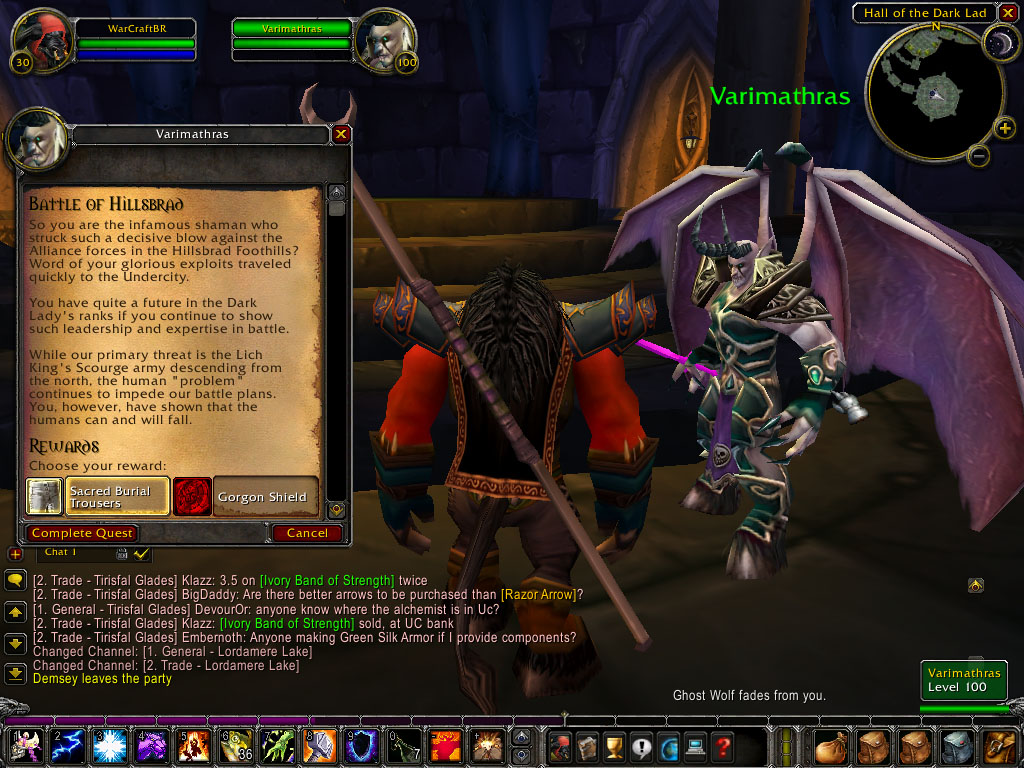 WarCraftBR
30
Varimathras
100
Hall of the Dark Lad
N
Varimathras
Varimathras
Battle of Hillsbrad
So you are the infamous shaman who
struck such a decisive blow against the
Alliance forces in the Hillsbrad Foothills?
Word of your glorious exploits traveled
quickly to the Undercity.
You have quite a future in the Dark
Lady's ranks if you continue to show
such leadership and expertise in battle.
While our primary threat is the Lich
King's Scourge army descending from
the north, the human "problem"
continues to impede our battle plans.
You, however, have shown that the
humans can and will fall.
Rewards
Choose your reward:
Sacred Burial
Trousers
Gorgon Shield
Complete Quest
Cancel
Chat 1
[2. Trade - Tirisfal Glades] Klazz: 3.5 on [Ivory Band of Strength] twice
[2. Trade - Tirisfal Glades] BigDaddy: Are there better arrows to be purchased than [Razor Arrow]?
[1. General - Tirisfal Glades] DevourOr: anyone know where the alchemist is in Uc?
[2. Trade - Tirisfal Glades] Klazz: [Ivory Band of Strength] sold, at UC bank
[2. Trade - Tirisfal Glades] Embernoth: Anyone making Green Silk Armor if I provide components?
Changed Channel: [1. General - Lordamere Lake]
Changed Channel: [2. Trade - Lordamere Lake]
Demsey leaves the party
Ghost Wolf fades from you.
Varimathras
Level 100
2
3
4
5
6
36
7
8
9
0